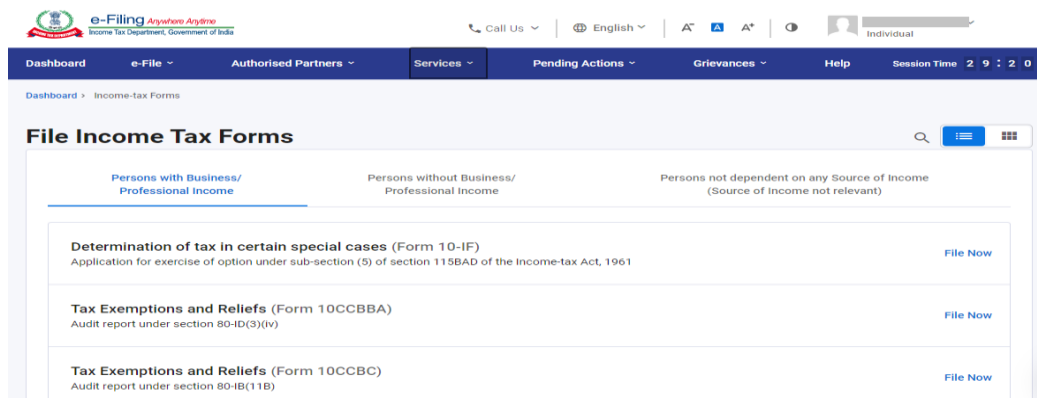 e-Filing Anywhere Anytime
Income Tax Department, Government of India
Call Us
English
A⁻ A A⁺
Individual
Dashboard e-File Authorised Partners Services Pending Actions Grievances Help Session Time 2 9 : 2 0
Dashboard > Income-tax Forms
File Income Tax Forms
Persons with Business/
Professional Income
Persons without Business/
Professional Income
Persons not dependent on any Source of Income
(Source of Income not relevant)
Determination of tax in certain special cases (Form 10-IF)
Application for exercise of option under sub-section (5) of section 115BAD of the Income-tax Act, 1961
File Now
Tax Exemptions and Reliefs (Form 10CCBBA)
Audit report under section 80-ID(3)(iv)
File Now
Tax Exemptions and Reliefs (Form 10CCBC)
Audit report under section 80-IB(11B)
File Now